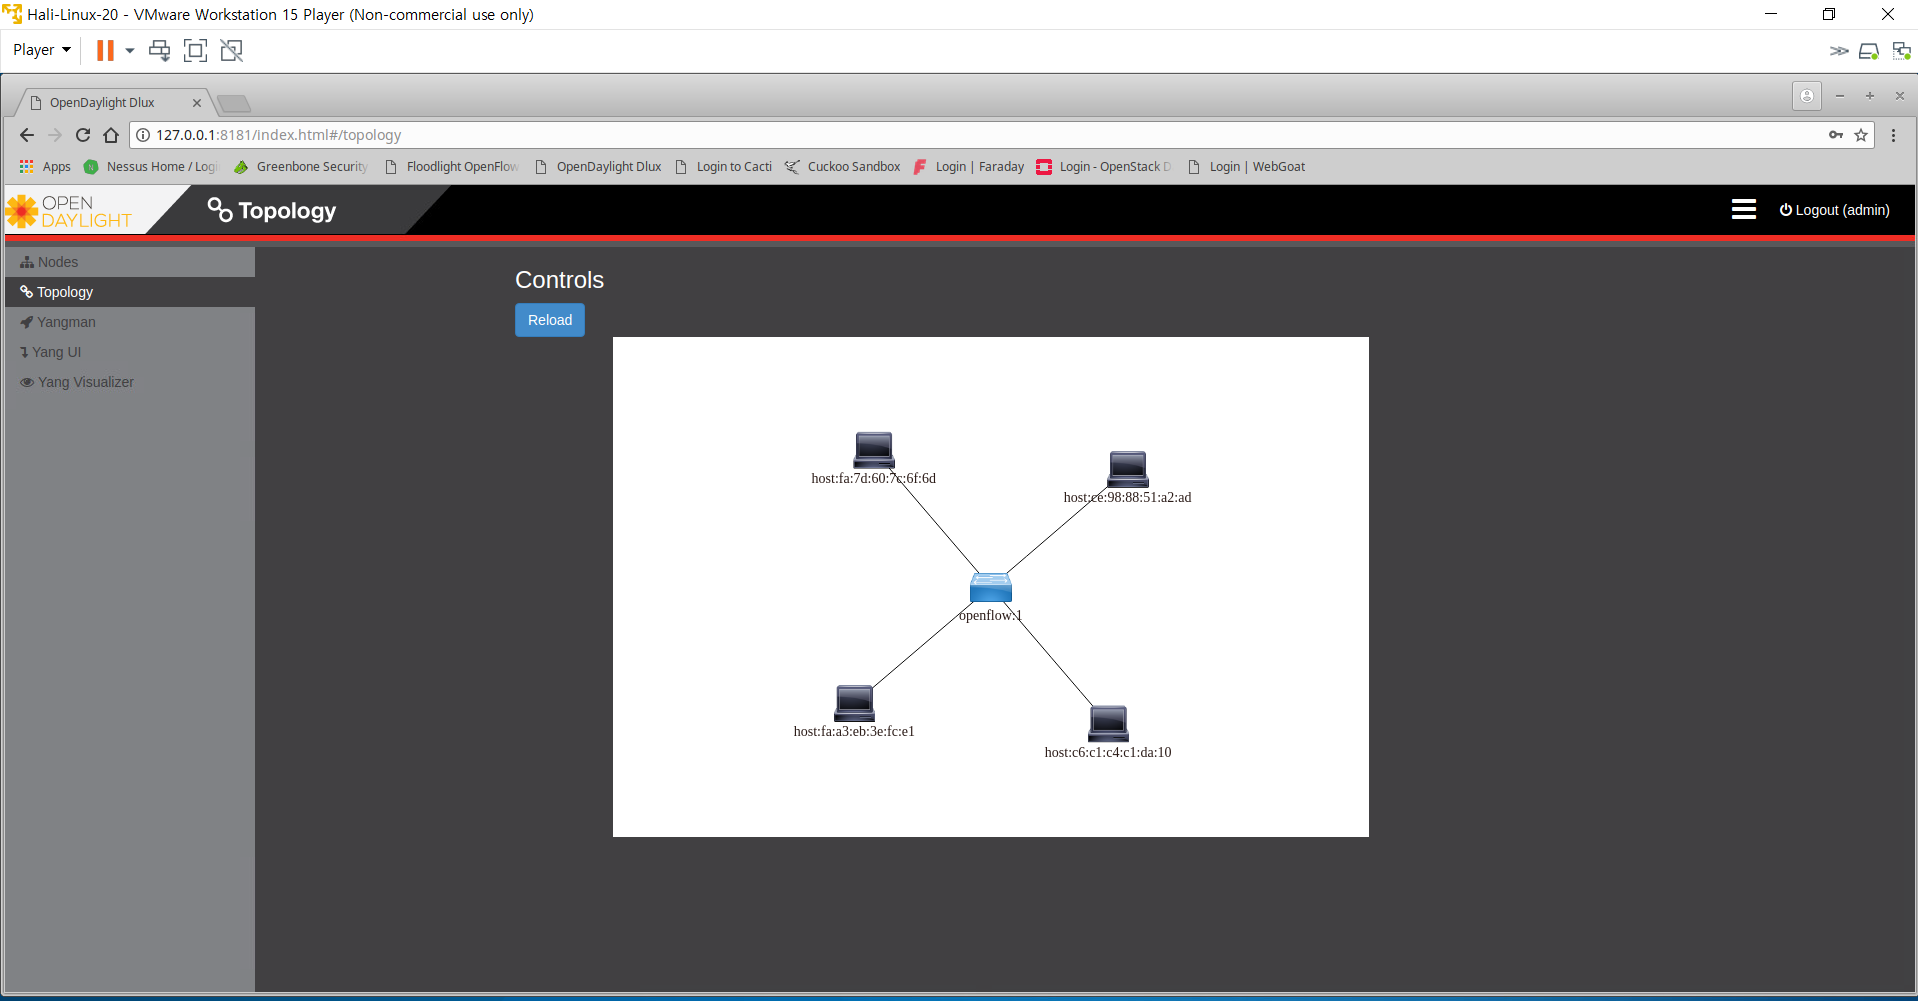 Hali-Linux-20 - VMware Workstation 15 Player (Non-commercial use only)
Player
OpenDaylight Dlux
127.0.0.1:8181/index.html#/topology
Apps Nessus Home / Logi Greenbone Security Floodlight OpenFlow OpenDaylight Dlux Login to Cacti Cuckoo Sandbox Login | Faraday Login - OpenStack D Login | WebGoat
OPEN
DAYLIGHT
Topology
Logout (admin)
Nodes
Topology
Yangman
Yang UI
Yang Visualizer
Controls
Reload
host:fa:7d:60:7c:6f:6d
host:ce:98:88:51:a2:ad
openflow:1
host:fa:a3:eb:3e:fc:e1
host:c6:c1:c4:c1:da:10